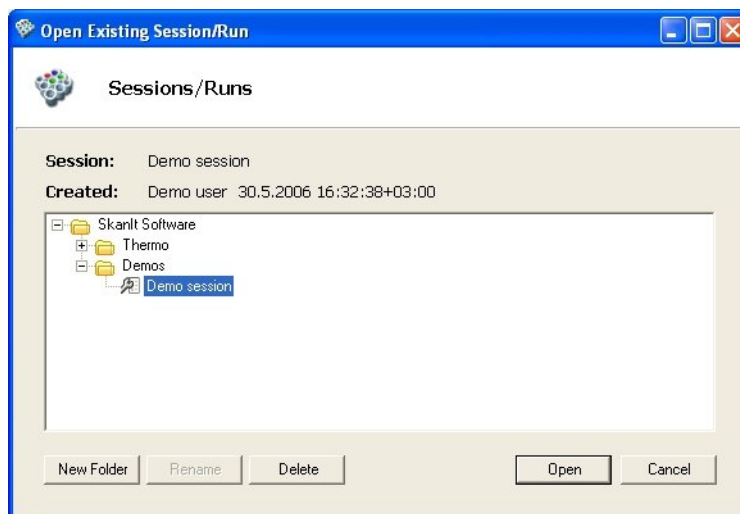 Open Existing Session/Run
Sessions/Runs
Session: Demo session
Created: Demo user 30.5.2006 16:32:38+03:00
SkanIt Software
Thermo
Demos
Demo session
New Folder Rename Delete Open Cancel